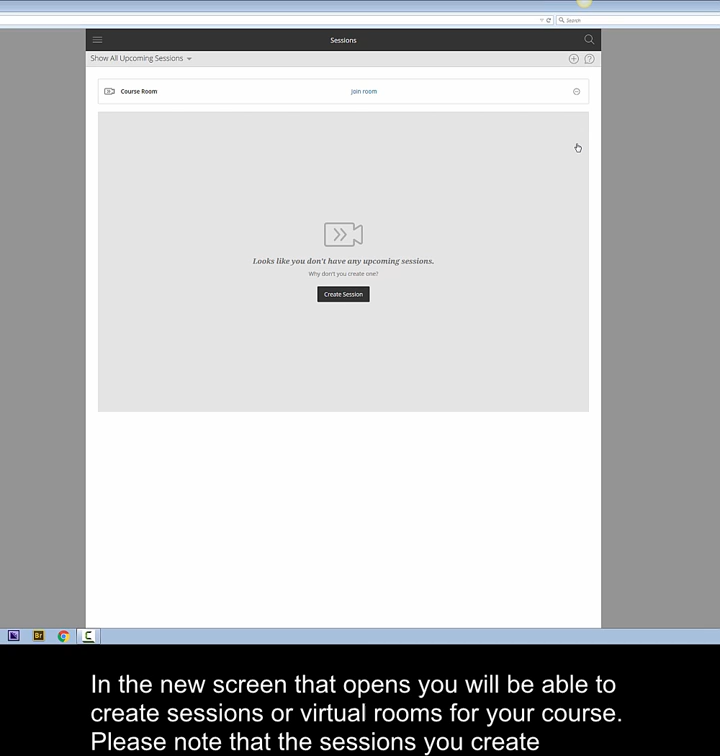 Search
Sessions
Show All Upcoming Sessions
Course Room
Join room
Looks like you don't have any upcoming sessions.
Why don't you create one?
Create Session
Br
In the new screen that opens you will be able to
create sessions or virtual rooms for your course.
Please note that the sessions you create